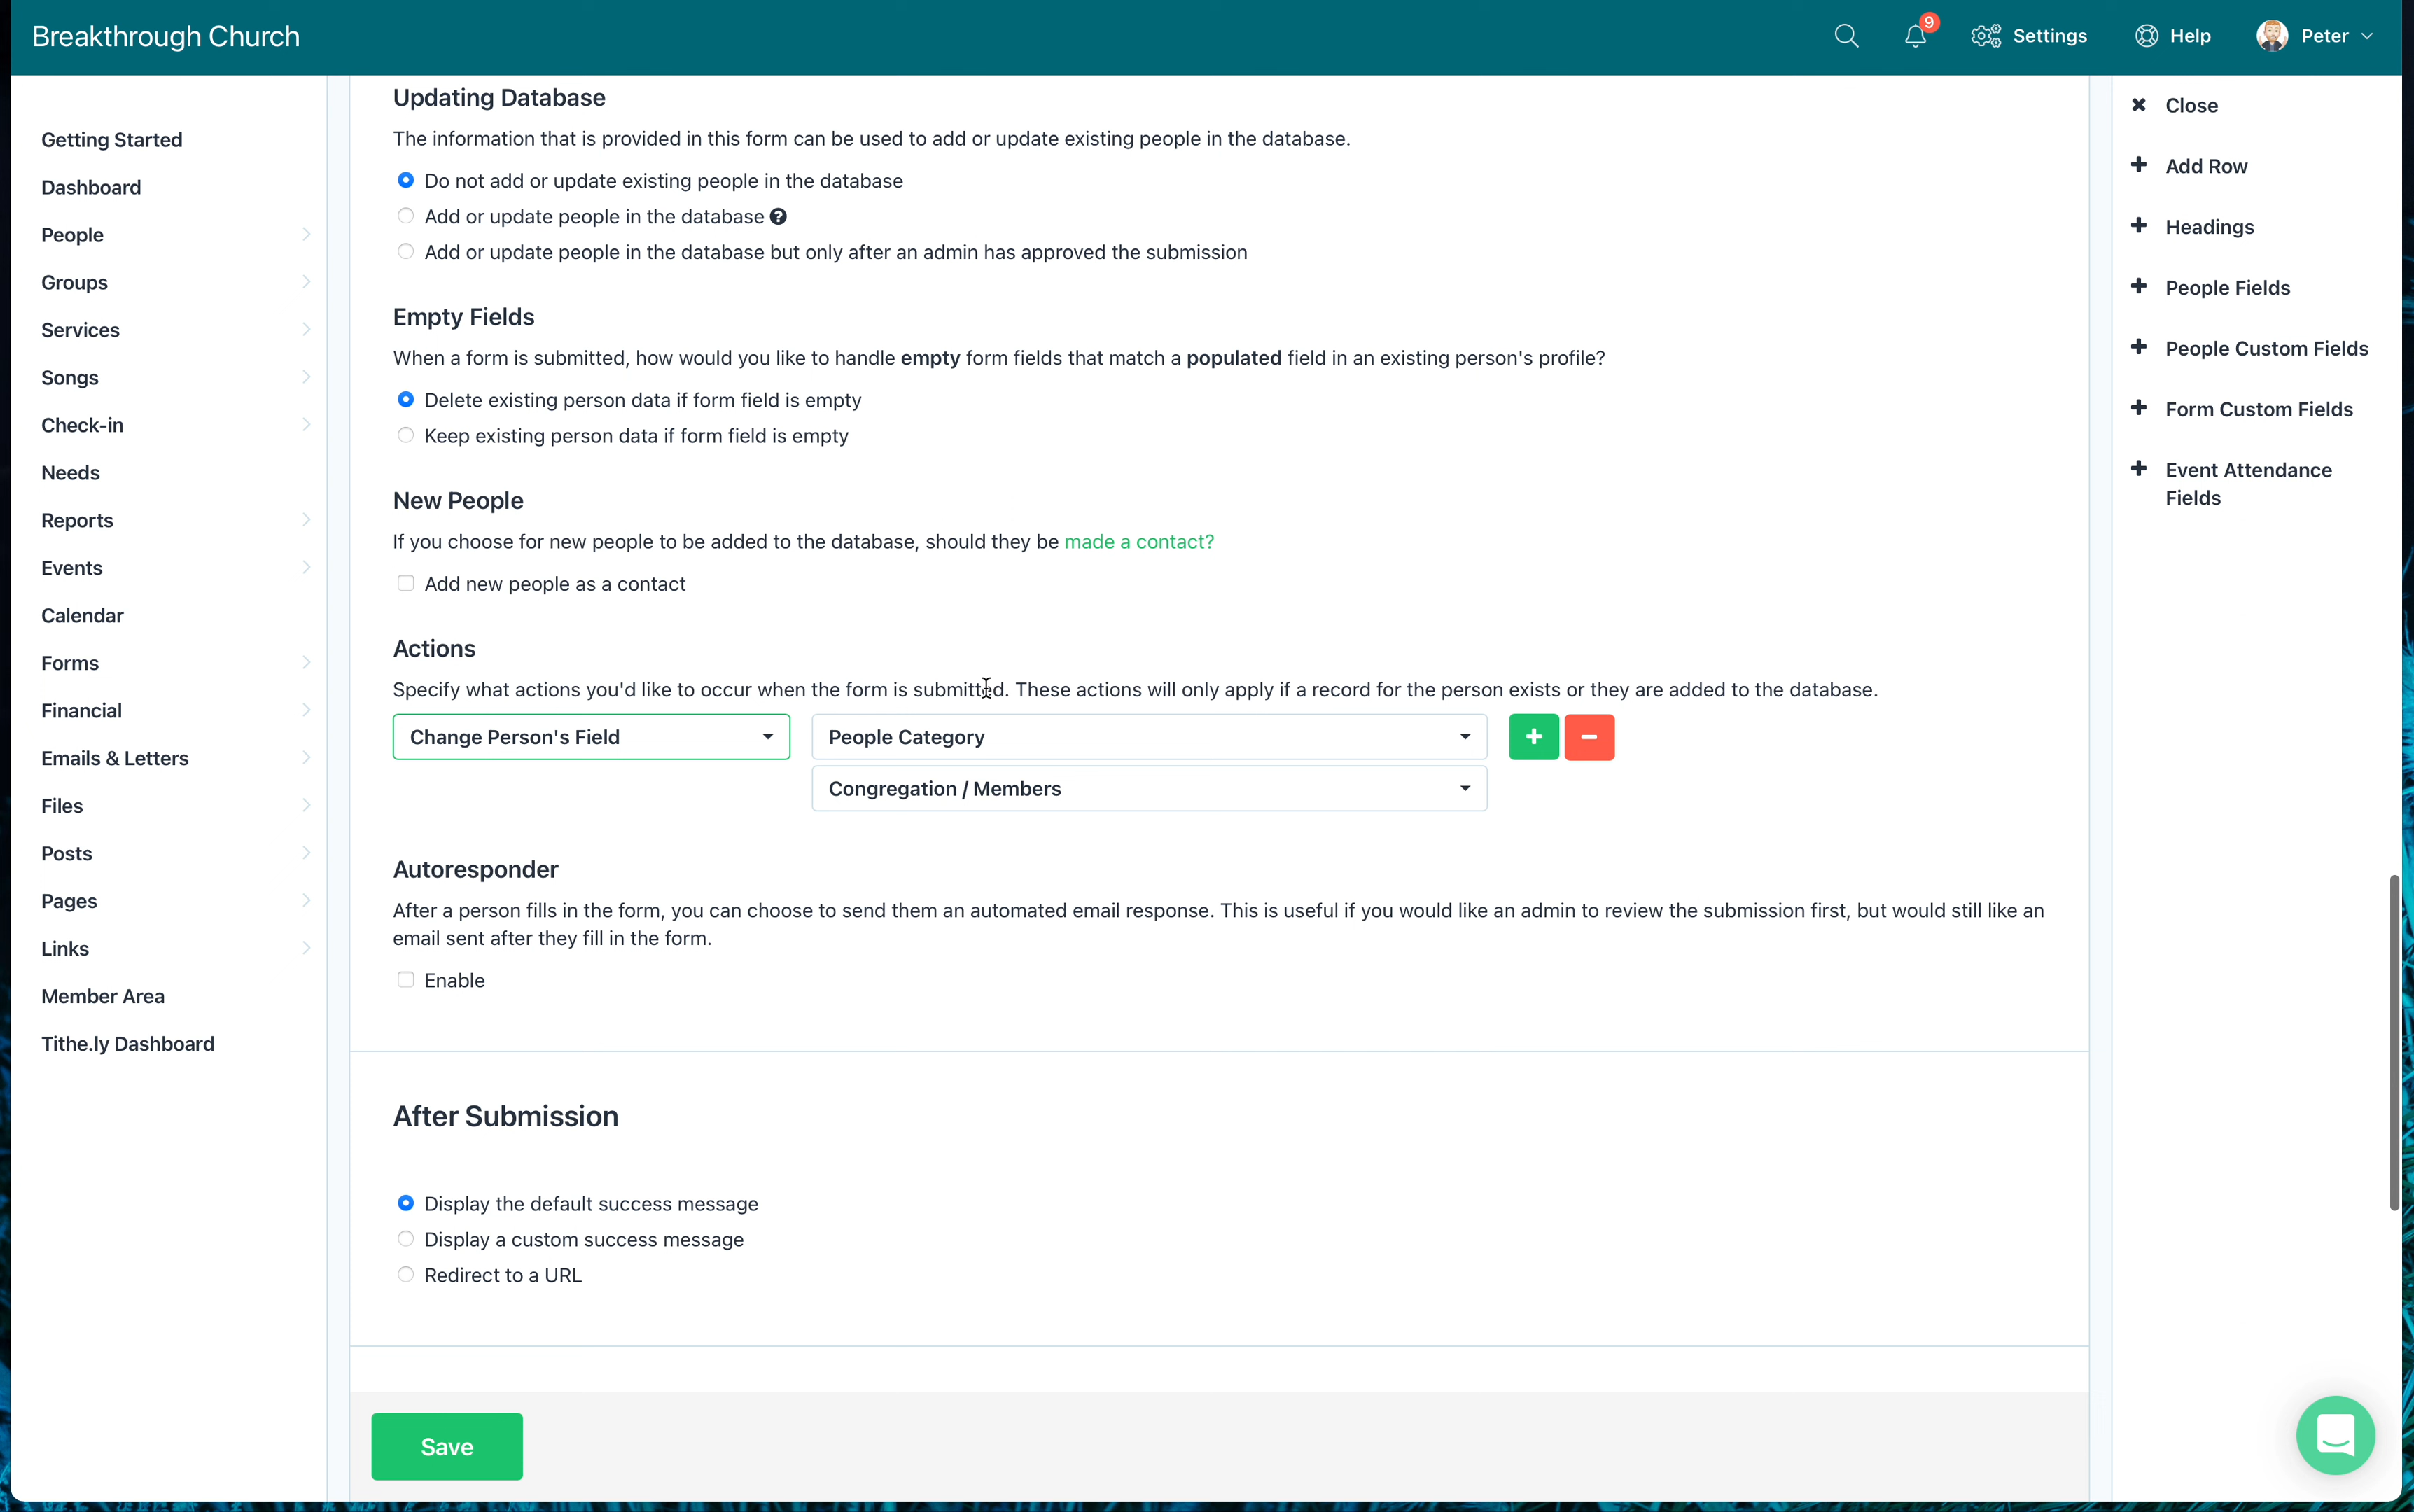 Breakthrough Church
9
Settings
Help
Peter
Getting Started
Dashboard
People
Groups
Services
Songs
Check-in
Needs
Reports
Events
Calendar
Forms
Financial
Emails & Letters
Files
Posts
Pages
Links
Member Area
Tithe.ly Dashboard
Updating Database
The information that is provided in this form can be used to add or update existing people in the database.
Do not add or update existing people in the database
Add or update people in the database ?
Add or update people in the database but only after an admin has approved the submission
Empty Fields
When a form is submitted, how would you like to handle empty form fields that match a populated field in an existing person's profile?
Delete existing person data if form field is empty
Keep existing person data if form field is empty
New People
If you choose for new people to be added to the database, should they be made a contact?
Add new people as a contact
Actions
Specify what actions you'd like to occur when the form is submitted. These actions will only apply if a record for the person exists or they are added to the database.
Change Person's Field
People Category
Congregation / Members
Autoresponder
After a person fills in the form, you can choose to send them an automated email response. This is useful if you would like an admin to review the submission first, but would still like an
email sent after they fill in the form.
Enable
After Submission
Display the default success message
Display a custom success message
Redirect to a URL
Save
Close
Add Row
Headings
People Fields
People Custom Fields
Form Custom Fields
Event Attendance
Fields